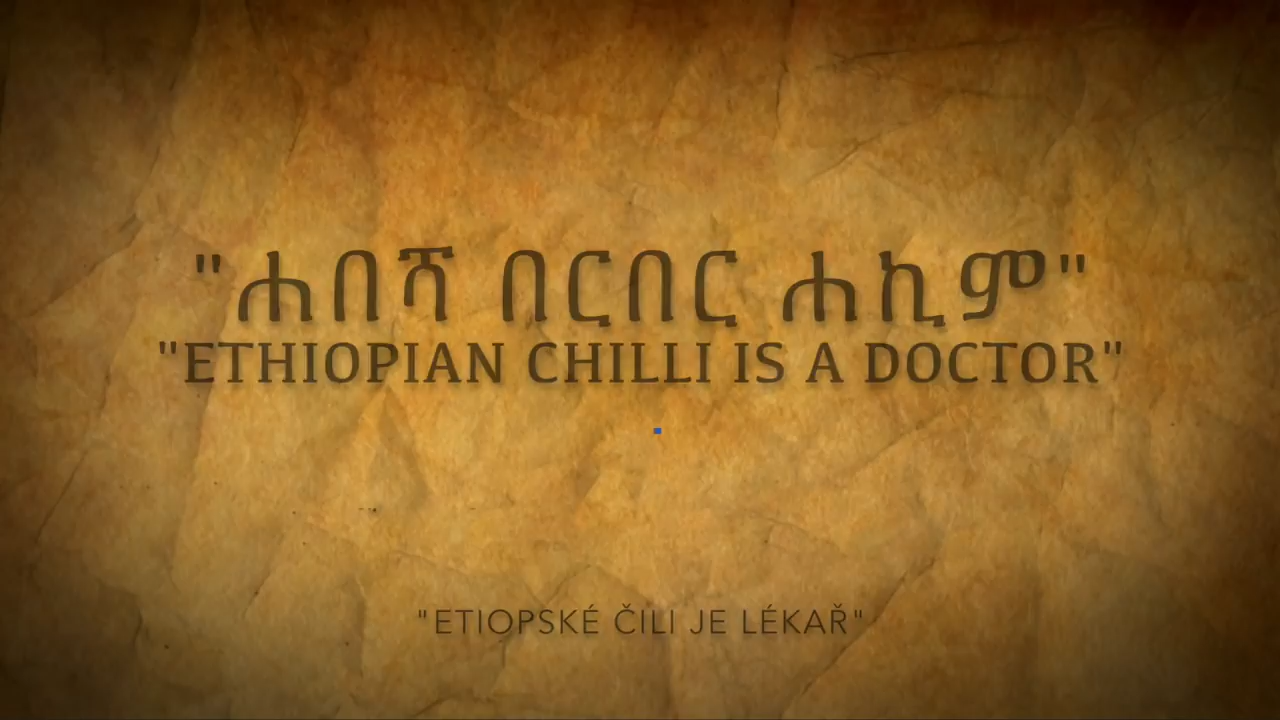 "ሐበሻ በርበር ሐኪም"
"ETHIOPIAN CHILLI IS A DOCTOR"
"ETIOPSKÉ ČILI JE LÉKAŘ"